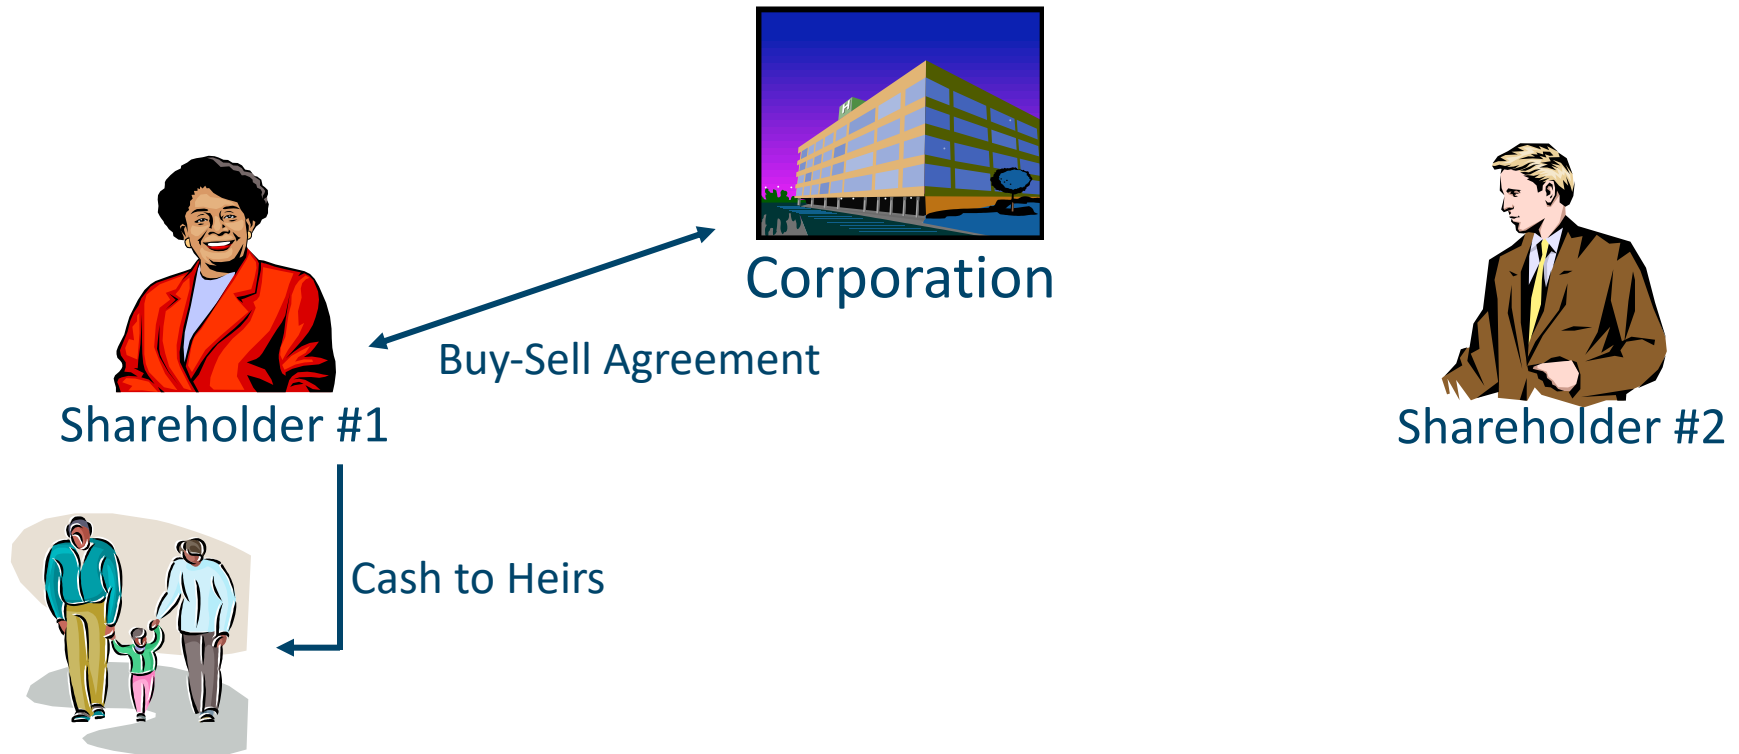 H
Corporation
Buy-Sell Agreement
Shareholder #1
Shareholder #2
Cash to Heirs